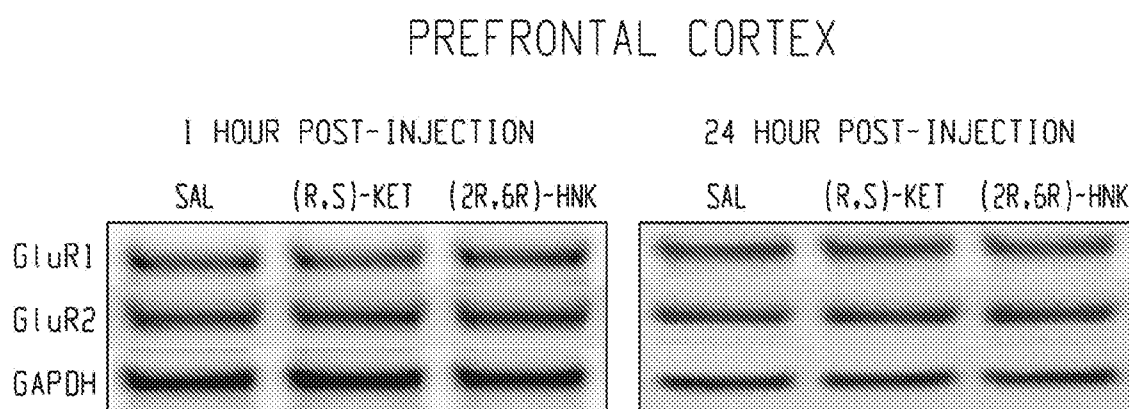 PREFRONTAL CORTEX
1 HOUR POST-INJECTION 24 HOUR POST-INJECTION
SAL (R,S)-KET (2R,6R)-HNK SAL (R,S)-KET (2R,6R)-HNK
GluR1
GluR2
GAPDH